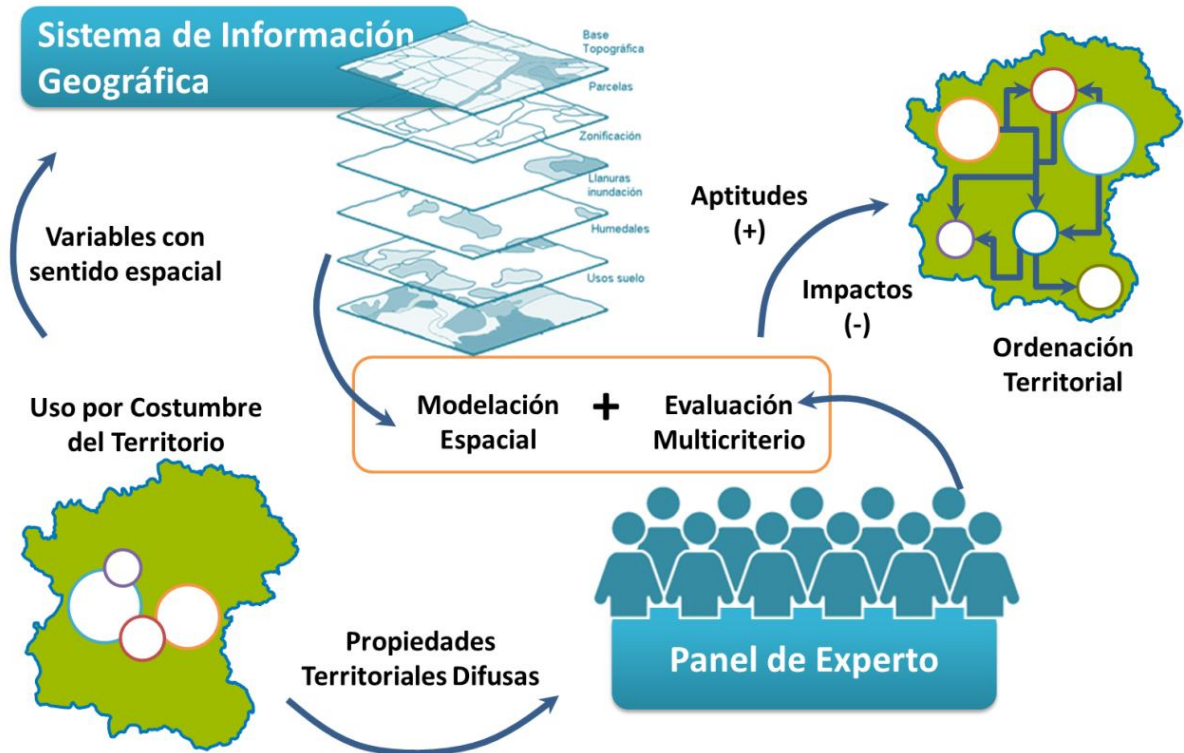 Sistema de Información
Geográfica
Base
Topográfica
Parcelas
Zonificación
Llanuras
inundación
Humedales
Usos suelo
Variables con
sentido espacial
Aptitudes
(+)
Impactos
(-)
Ordenación
Territorial
Uso por Costumbre
del Territorio
Modelación
Espacial
+
Evaluación
Multicriterio
Propiedades
Territoriales Difusas
Panel de Experto